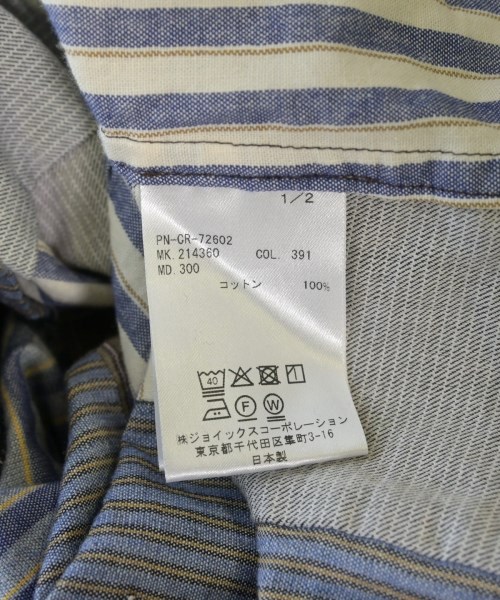 1/2
PN-CR-72602
MK. 214360 COL. 391
MD. 300
コットン 100%
40
F W
株ジョイックスコーポレーション
東京都千代田区隼町3-16
日本製